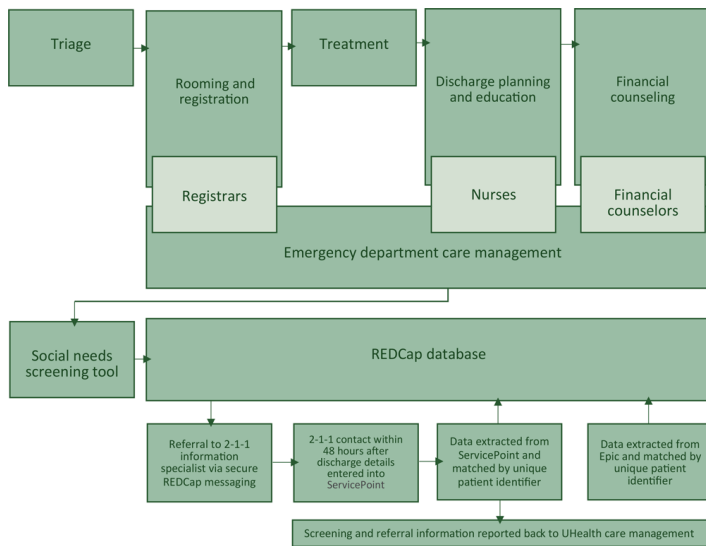 Triage
Rooming and
registration
Treatment
Discharge planning
and education
Financial
counseling
Registrars
Nurses
Financial
counselors
Emergency department care management
Social needs
screening tool
REDCap database
Referral to 2-1-1
information
specialist via secure
REDCap messaging
2-1-1 contact within
48 hours after
discharge details
entered into
ServicePoint
Data extracted from
ServicePoint and
matched by unique
patient identifier
Data extracted from
Epic and matched by
unique patient
identifier
Screening and referral information reported back to UHealth care management